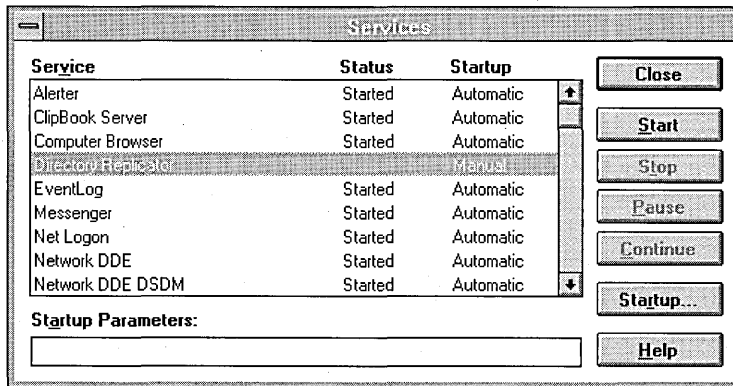 Services
Service Status Startup
Alerter Started Automatic
ClipBook Server Started Automatic
Computer Browser Started Automatic
Directory Replicator Manual
EventLog Started Automatic
Messenger Started Automatic
Net Logon Started Automatic
Network DDE Started Automatic
Network DDE DSDM Started Automatic
Startup Parameters:
Close
Start
Stop
Pause
Continue
Startup...
Help